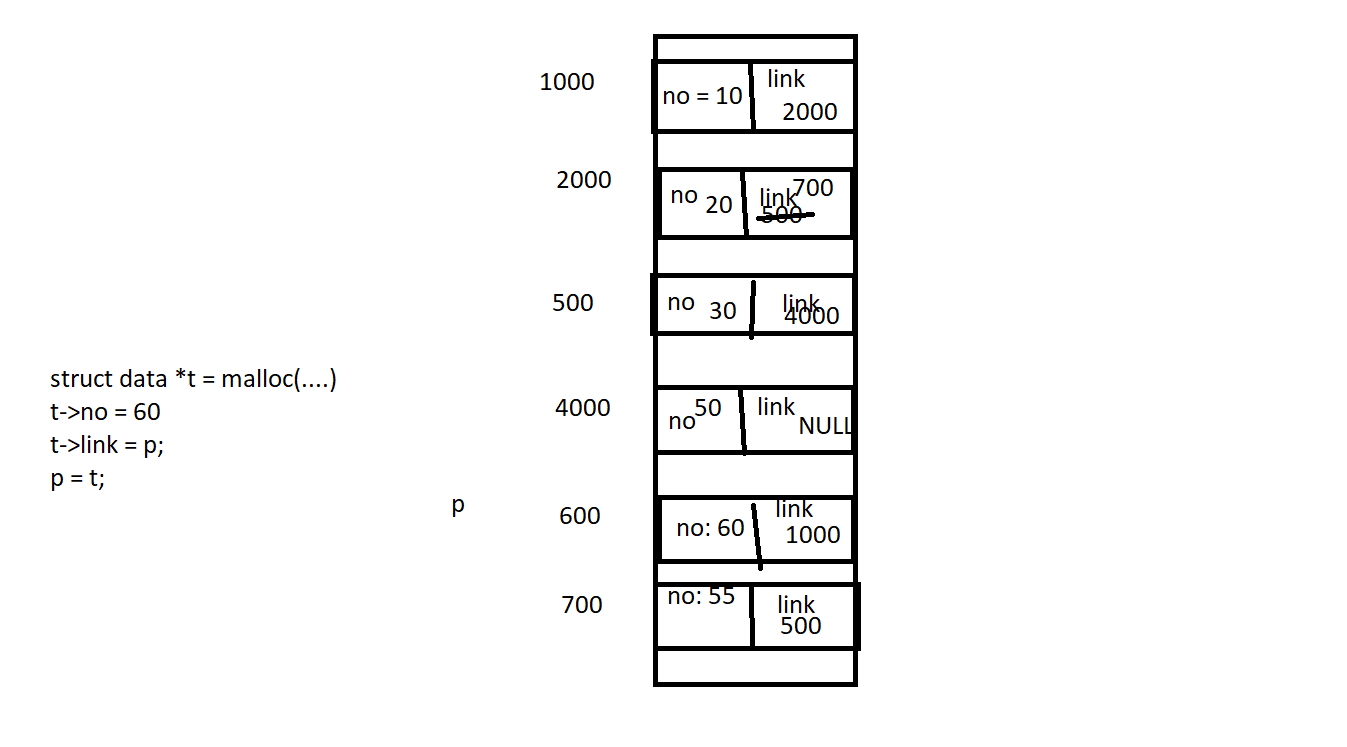 1000
no = 10
link
2000
2000
no 20
link 700
500
500
no 30
link
4000
struct data *t = malloc(....)
t->no = 60
t->link = p;
p = t;
4000
no 50
link
NULL
p
600
no: 60
link
1000
700
no: 55
link
500